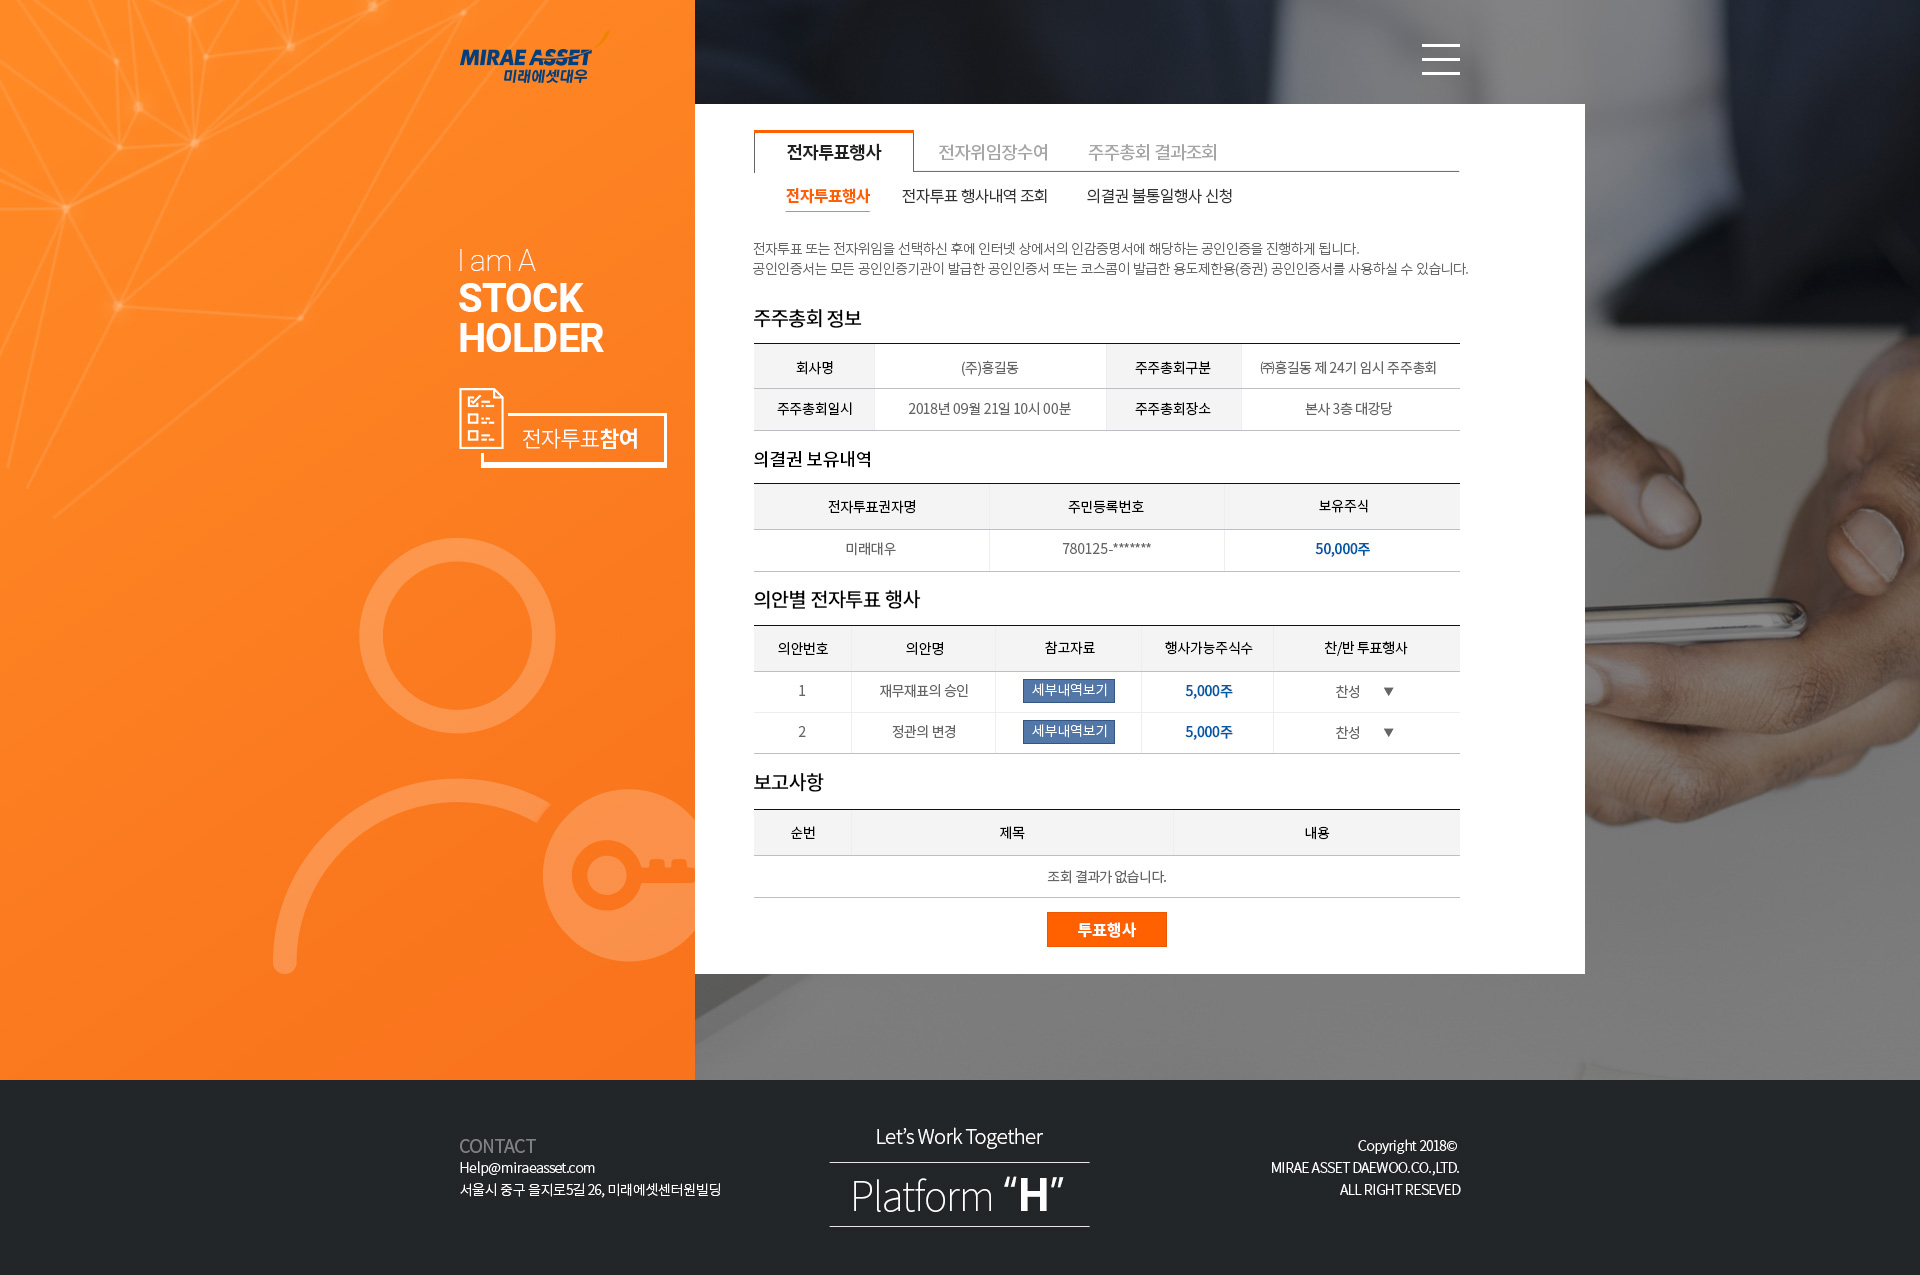 MIRAE ASSET
미래에셋대우
I am A
STOCK
HOLDER
전자투표참여
전자투표행사 전자위임장수여 주주총회 결과조회
전자투표행사 전자투표 행사내역 조회 의결권 불통일행사 신청
전자투표 또는 전자위임을 선택하신 후에 인터넷 상에서의 인감증명서에 해당하는 공인인증을 진행하게 됩니다.
공인인증서는 모든 공인인증기관이 발급한 공인인증서 또는 코스콤이 발급한 용도제한용(증권) 공인인증서를 사용하실 수 있습니다.
주주총회 정보
회사명 (주)홍길동 주주총회구분 ㈜홍길동 제 24기 임시 주주총회
주주총회일시 2018년 09월 21일 10시 00분 주주총회장소 본사 3층 대강당
의결권 보유내역
전자투표권자명 주민등록번호 보유주식
미래대우 780125-******* 50,000주
의안별 전자투표 행사
의안번호 의안명 참고자료 행사가능주식수 찬/반 투표행사
1 재무재표의 승인 세부내역보기 5,000주 찬성 ▼
2 정관의 변경 세부내역보기 5,000주 찬성 ▼
보고사항
순번 제목 내용
조회 결과가 없습니다.
투표행사
CONTACT
Help@miraeasset.com
서울시 중구 을지로5길 26, 미래에셋센터원빌딩
Let’s Work Together
Platform “H”
Copyright 2018©
MIRAE ASSET DAEWOO.CO.,LTD.
ALL RIGHT RESEVED